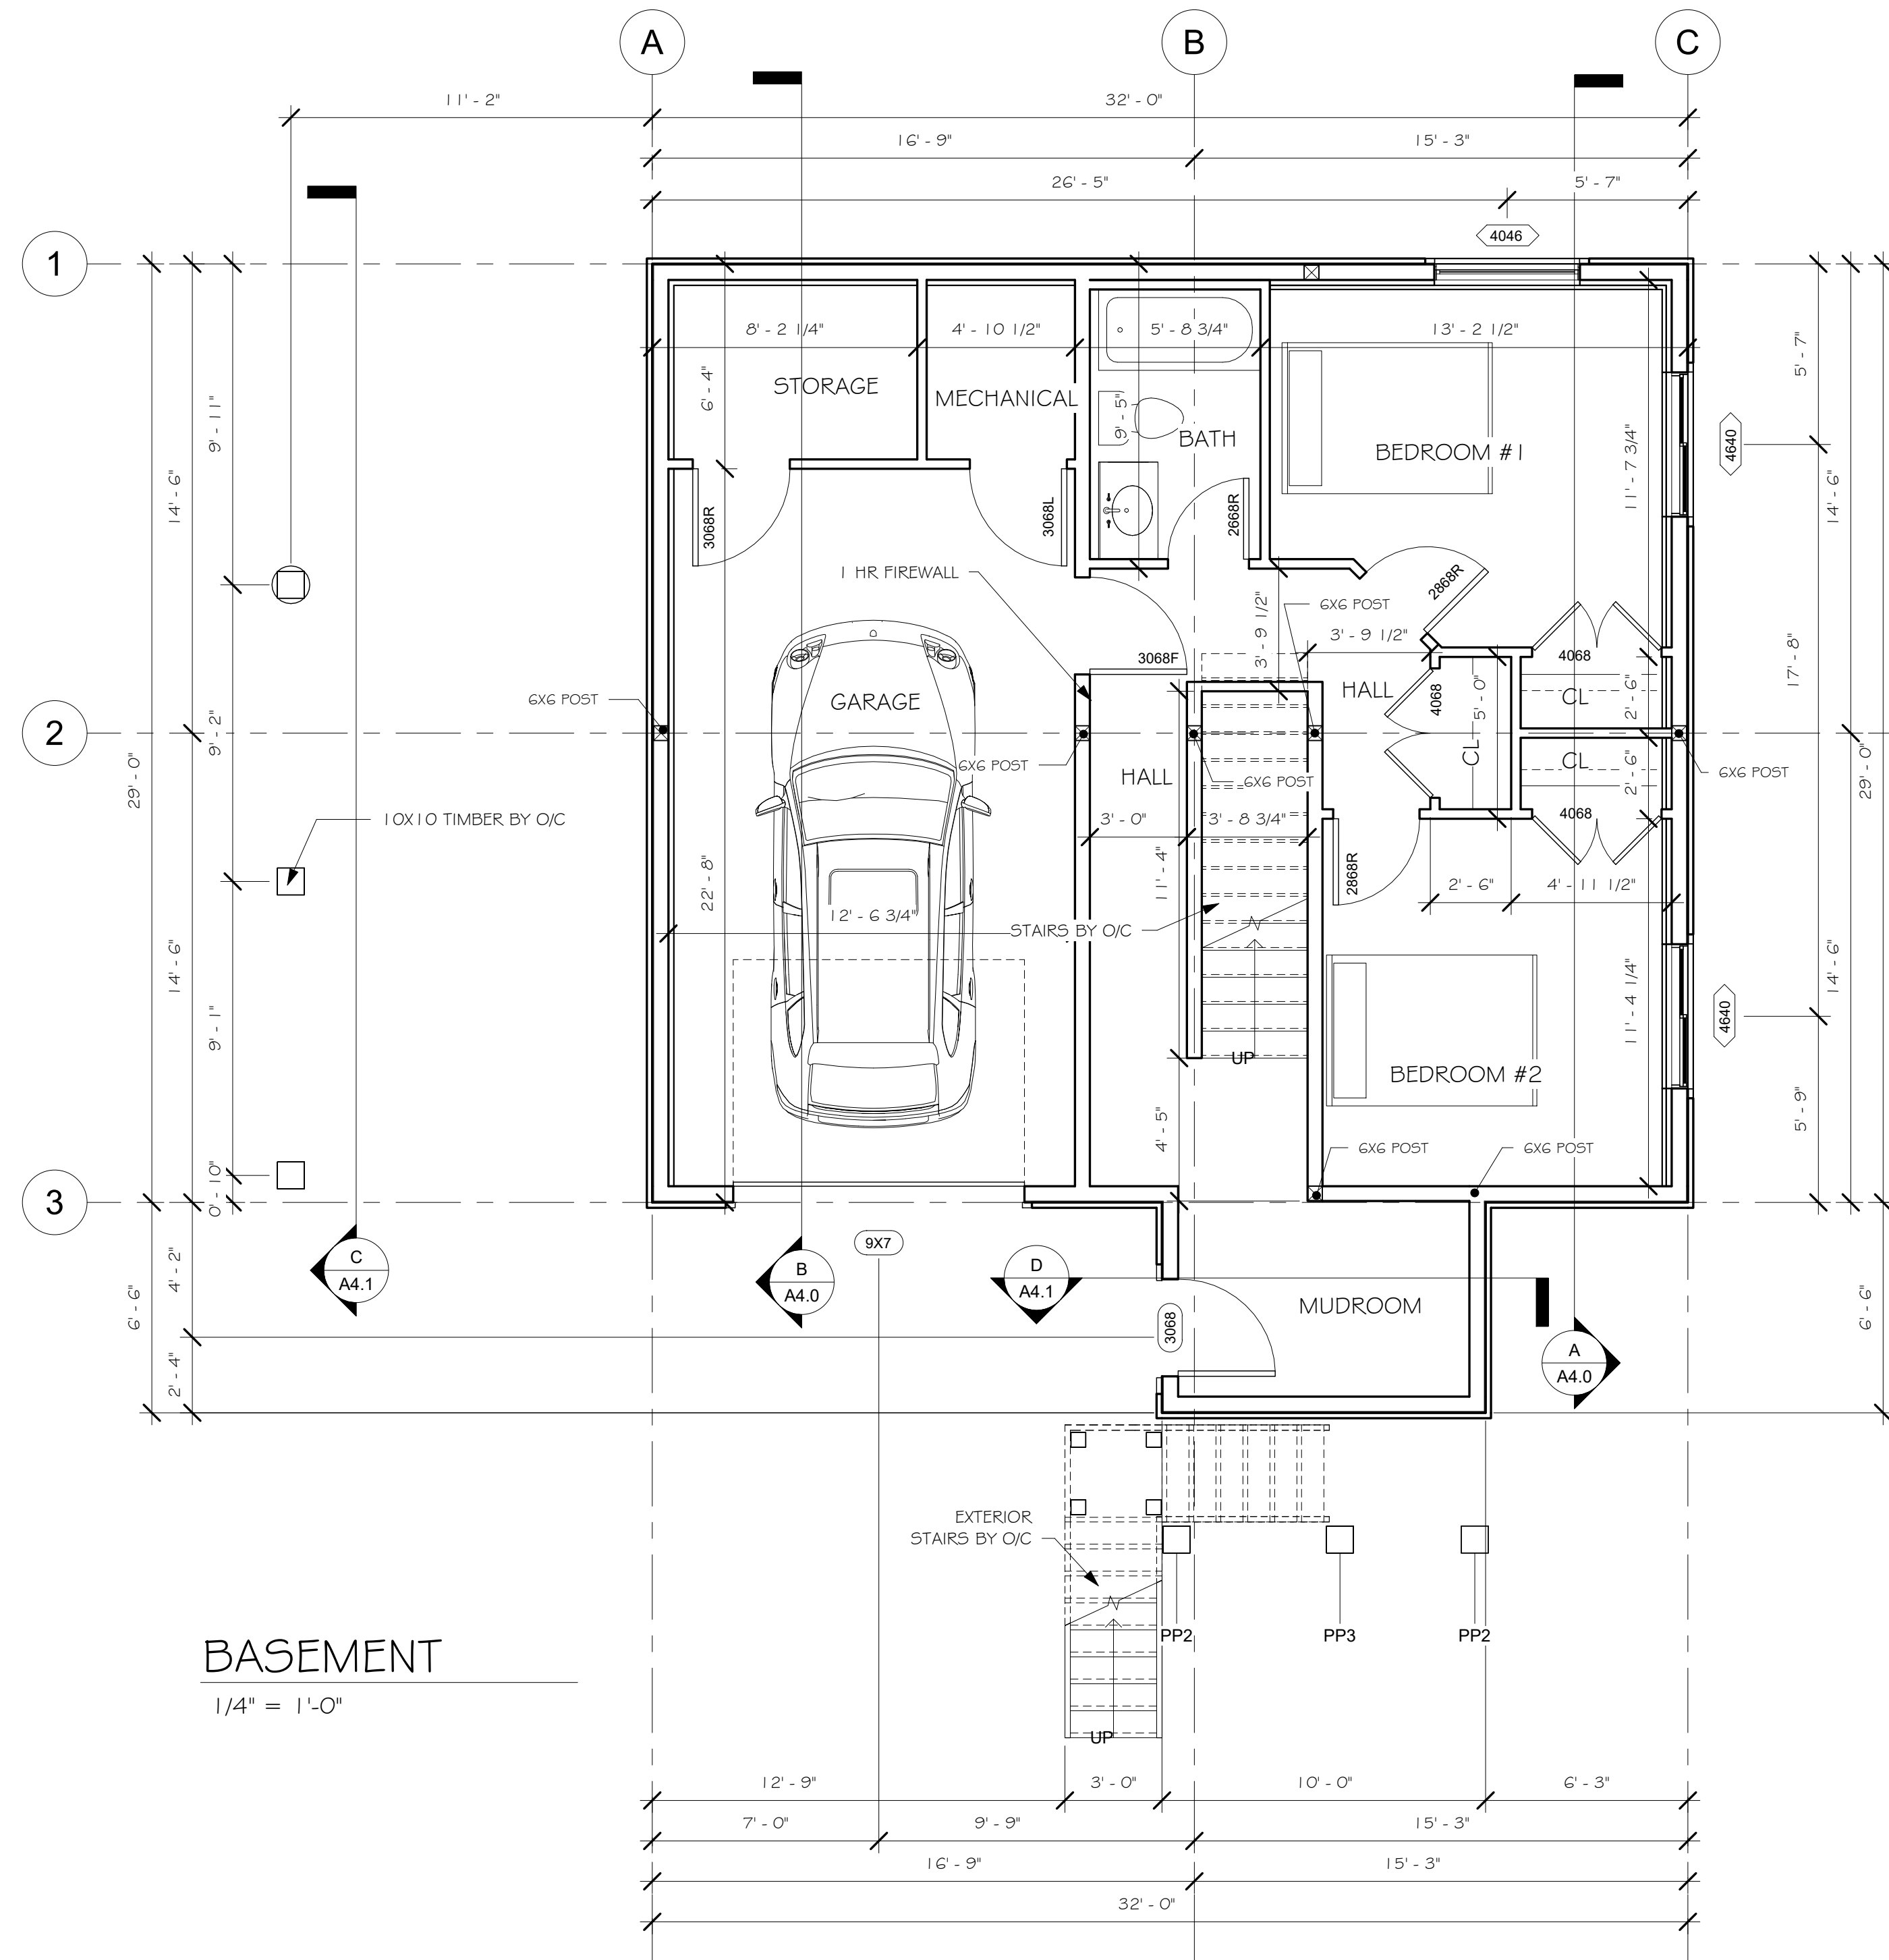 A
B
C
11' - 2"
32' - 0"
16' - 9"
15' - 3"
26' - 5"
5' - 7"
4046
1
8' - 2 1/4"
4' - 10 1/2"
5' - 8 3/4"
13' - 2 1/2"
5' - 7"
6' - 4"
STORAGE
MECHANICAL
9' - 5"
BATH
BEDROOM #1
4640
9' - 11"
14' - 6"
11' - 7 3/4"
14' - 6"
3068R
3068L
2668R
1 HR FIREWALL
2868R
6X6 POST
3' - 9 1/2"
3' - 9 1/2"
3068F
4068
17' - 8"
6X6 POST
GARAGE
HALL
4068
5' - 0"
CL
2' - 6"
2
9' - 2"
29' - 0"
6X6 POST
HALL
6X6 POST
CL
CL
2' - 6"
6X6 POST
29' - 0"
10X10 TIMBER BY O/C
3' - 0"
3' - 8 3/4"
4068
22' - 8"
11' - 4"
2868R
2' - 6"
4' - 11 1/2"
12' - 6 3/4"
STAIRS BY O/C
14' - 6"
9' - 1"
11' - 4 1/4"
14' - 6"
4640
UP
BEDROOM #2
4' - 5"
5' - 9"
6X6 POST
6X6 POST
3
0' - 10"
C
A4.1
B
A4.0
9X7
D
A4.1
3068
MUDROOM
A
A4.0
4' - 2"
6' - 6"
2' - 4"
6' - 6"
EXTERIOR
STAIRS BY O/C
PP2
PP3
PP2
BASEMENT
1/4" = 1'-0"
UP
12' - 9"
3' - 0"
10' - 0"
6' - 3"
7' - 0"
9' - 9"
15' - 3"
16' - 9"
15' - 3"
32' - 0"